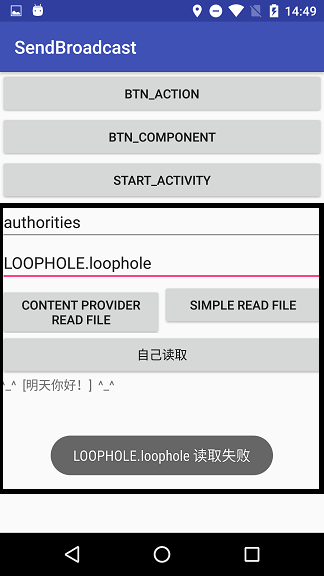 14:49
SendBroadcast
BTN_ACTION
BTN_COMPONENT
START_ACTIVITY
authorities
LOOPHOLE.loophole
CONTENT PROVIDER
READ FILE
SIMPLE READ FILE
自己读取
^_^ [明天你好！] ^_^
LOOPHOLE.loophole 读取失败